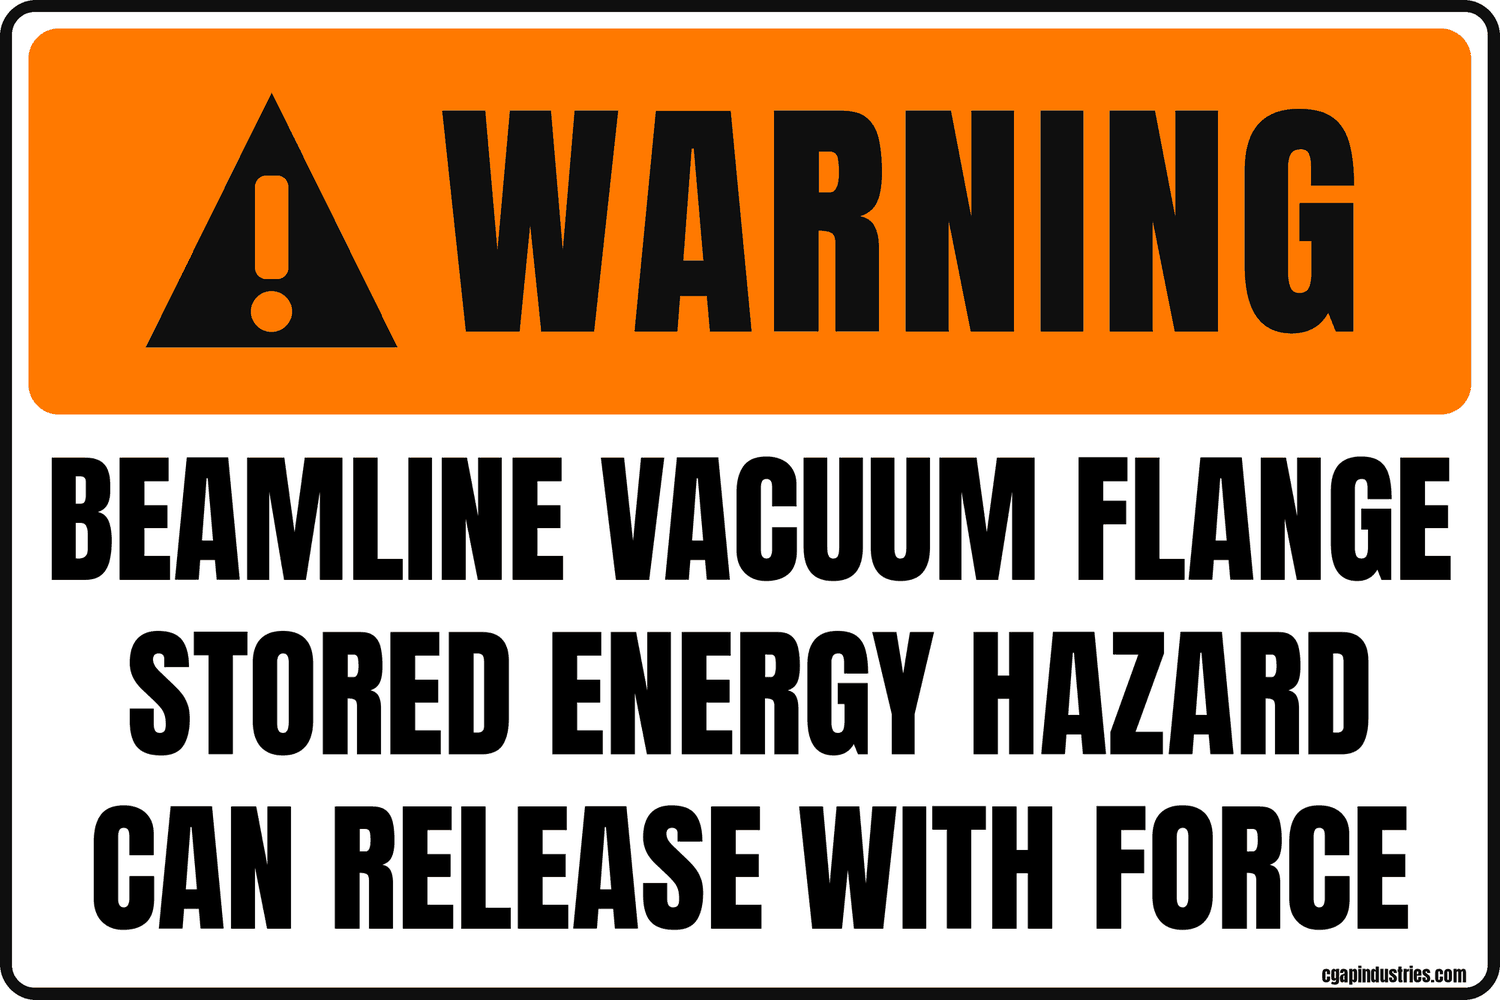 WARNING
BEAMLINE VACUUM FLANGE
STORED ENERGY HAZARD
CAN RELEASE WITH FORCE
cgapindustries.com